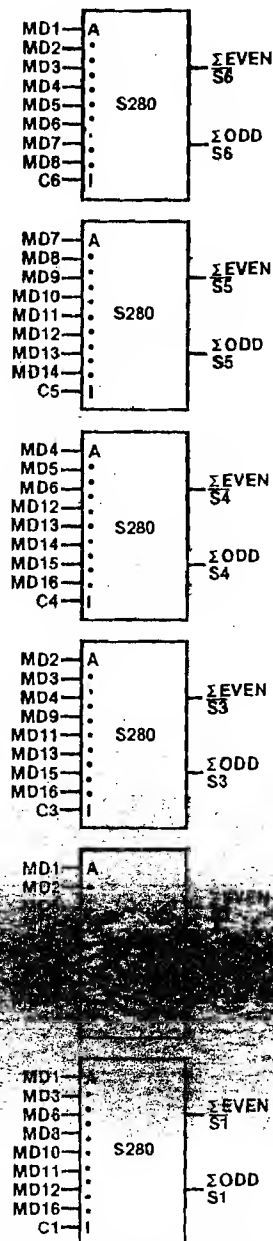 MD1 A
MD2
MD3 ΣEVEN
MD4 S6
MD5 S280
MD6
MD7 ΣODD
MD8 S6
C6 I
MD7 A
MD8
MD9 ΣEVEN
MD10 S5
MD11 S280
MD12
MD13 ΣODD
MD14 S5
C5 I
MD4 A
MD5
MD6 ΣEVEN
MD12 S4
MD13 S280
MD14
MD15 ΣODD
MD16 S4
C4 I
MD2 A
MD3
MD4 ΣEVEN
MD9 S3
MD11 S280
MD13
MD15 ΣODD
MD16 S3
C3 I
MD1 A
MD2
MD1 A
MD3
MD6 ΣEVEN
MD8 S1
MD10 S280
MD11
MD12 ΣODD
MD16 S1
C1 I